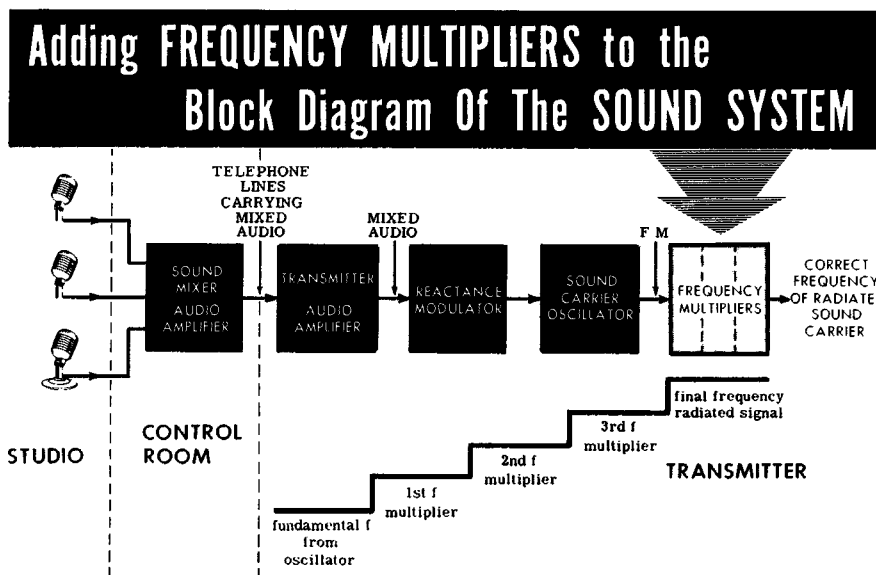 Adding FREQUENCY MULTIPLIERS to the
Block Diagram Of The SOUND SYSTEM
TELEPHONE
LINES
CARRYING
MIXED
AUDIO
MIXED
AUDIO
F M
SOUND
MIXER
AUDIO
AMPLIFIER
TRANSMITTER
AUDIO
AMPLIFIER
REACTANCE
MODULATOR
SOUND
CARRIER
OSCILLATOR
FREQUENCY
MULTIPLIERS
CORRECT
FREQUENCY
OF RADIATE
SOUND
CARRIER
final frequency
radiated signal
3rd f
multiplier
2nd f
multiplier
1st f
multiplier
fundamental f
from
oscillator
STUDIO
CONTROL
ROOM
TRANSMITTER